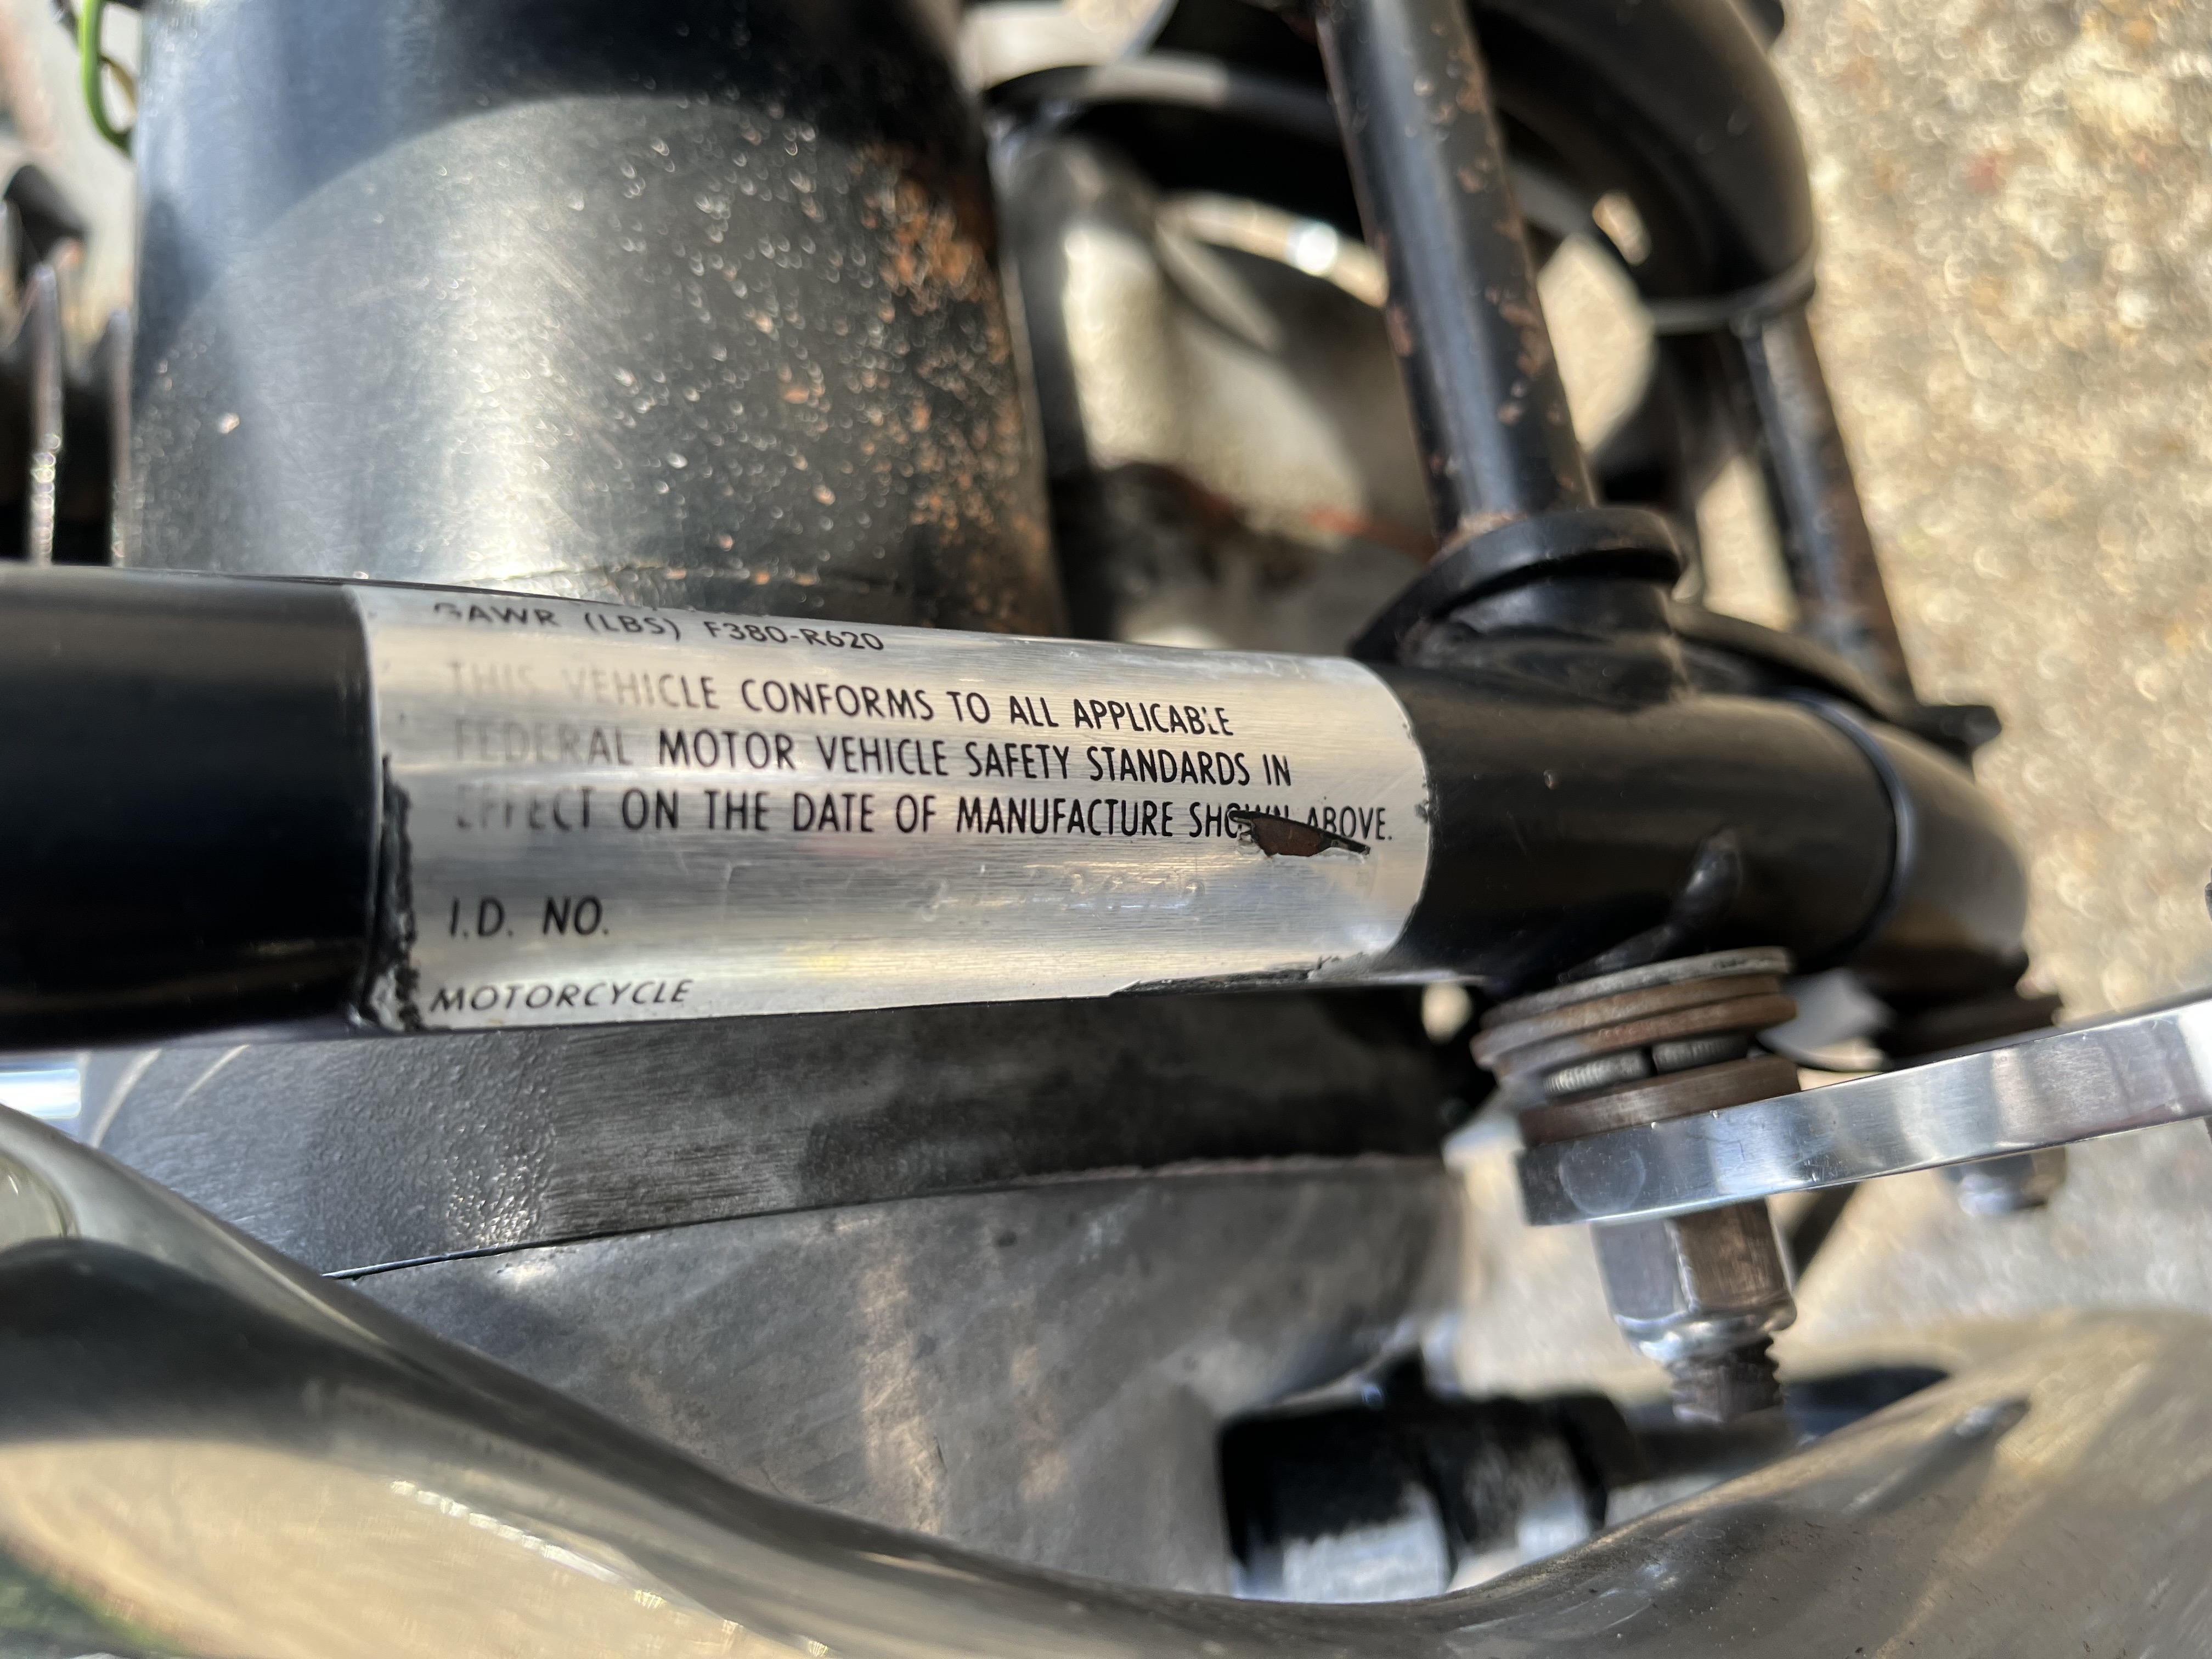 GAWR (LBS) F380-R620
THIS VEHICLE CONFORMS TO ALL APPLICABLE
FEDERAL MOTOR VEHICLE SAFETY STANDARDS IN
EFFECT ON THE DATE OF MANUFACTURE SHOWN ABOVE.
I.D. NO.
MOTORCYCLE